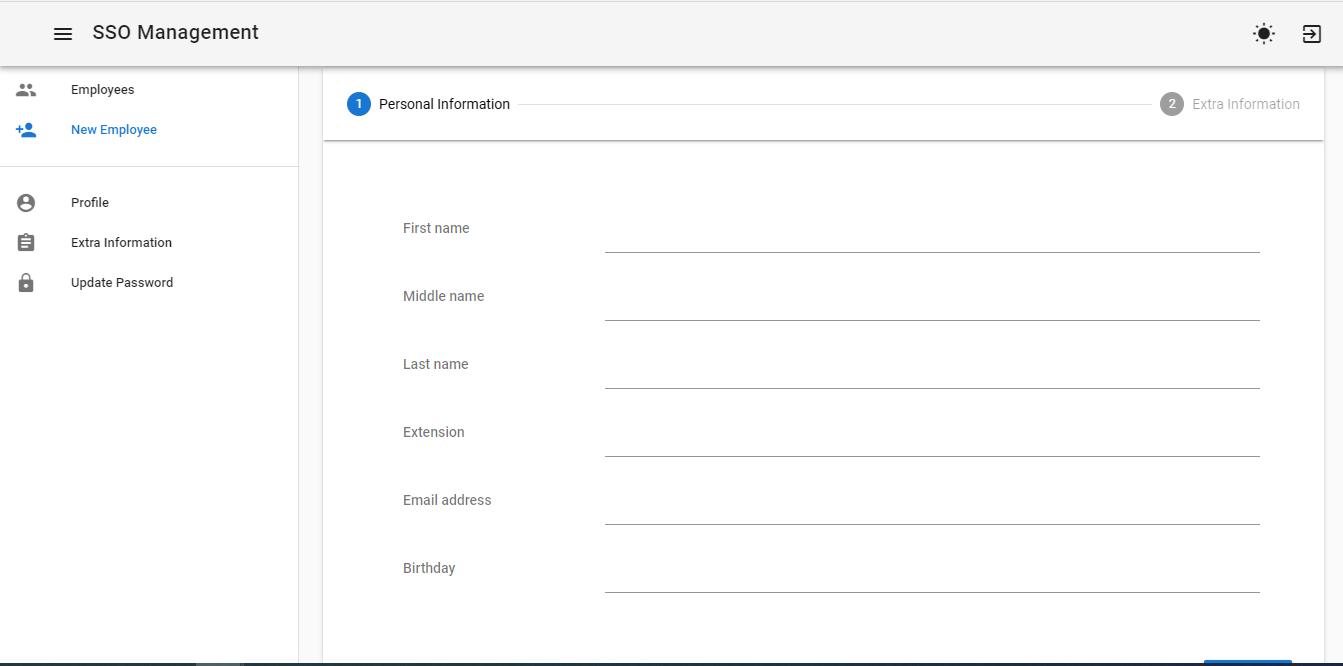 SSO Management
Employees
New Employee
Profile
Extra Information
Update Password
1 Personal Information
2 Extra Information
First name
Middle name
Last name
Extension
Email address
Birthday